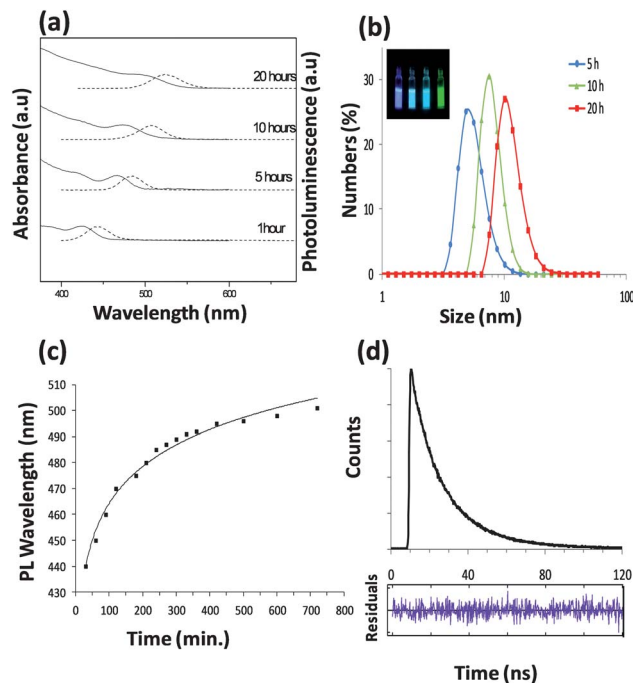 (a)
Absorbance (a.u)
Photoluminescence (a.u)
20 hours
10 hours
5 hours
1hour
400
500
600
Wavelength (nm)
(b)
5 h
10 h
20 h
Numbers (%)
30
20
10
0
1
10
100
Size (nm)
(c)
PL Wavelength (nm)
510
500
490
480
470
460
450
440
430
0
100
200
300
400
500
600
700
800
Time (min.)
(d)
Counts
Residuals
0
40
80
120
Time (ns)